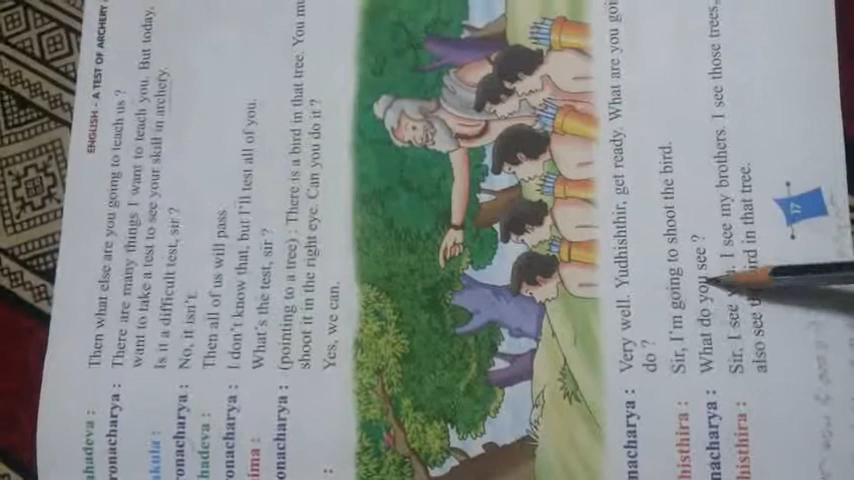 ENGLISH - A TEST OF ARCHERY
ahadeva : Then what else are you going to teach us ?
ronacharya : There are many things I want to teach you. But today,
want to take a test to see your skill in archery.
akula : Is it a difficult test, sir ?
ronacharya : No, it isn't.
hadeva : Then all of us will pass
ronacharya : I don't know that, but I'll test all of you.
ima : What's the test, sir ?
onacharya : (pointing to a tree) : There is a bird in that tree. You mu
shoot it in the right eye. Can you do it ?
: Yes, we can.
nacharya : Very well. Yudhishthir, get ready. What are you goi
do ?
histhira : Sir, I'm going to shoot the bird.
nacharya : What do you see ?
histhira : Sir, I see I see my brothers. I see those trees,
also see in that tree.
17